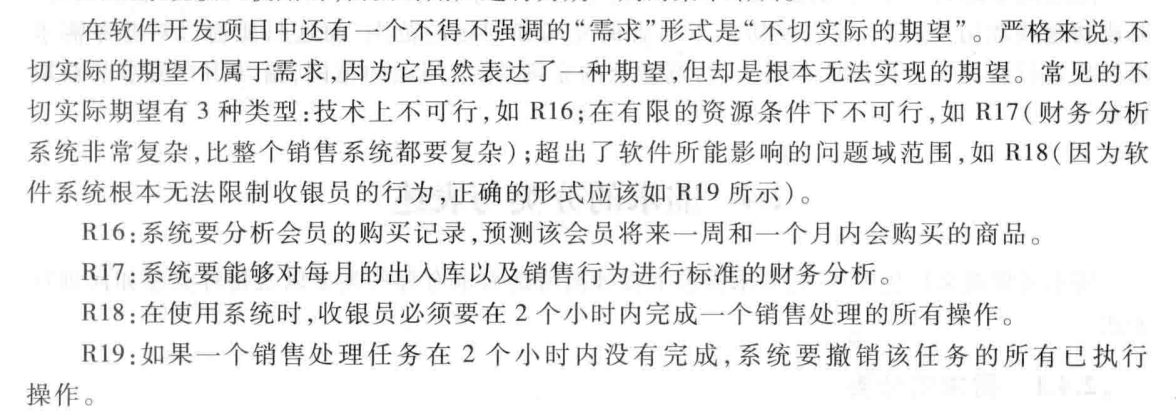 在软件开发项目中还有一个不得不强调的“需求”形式是“不切实际的期望”。严格来说,不
切实际的期望不属于需求,因为它虽然表达了一种期望,但却是根本无法实现的期望。常见的不
切实际期望有 3 种类型:技术上不可行,如 R16;在有限的资源条件下不可行,如 R17(财务分析
系统非常复杂,比整个销售系统都要复杂);超出了软件所能影响的问题域范围,如 R18(因为软
件系统根本无法限制收银员的行为,正确的形式应该如 R19 所示)。
R16:系统要分析会员的购买记录,预测该会员将来一周和一个月内会购买的商品。
R17:系统要能够对每月的出入库以及销售行为进行标准的财务分析。
R18:在使用系统时,收银员必须要在 2 个小时内完成一个销售处理的所有操作。
R19:如果一个销售处理任务在 2 个小时内没有完成,系统要撤销该任务的所有已执行
操作。